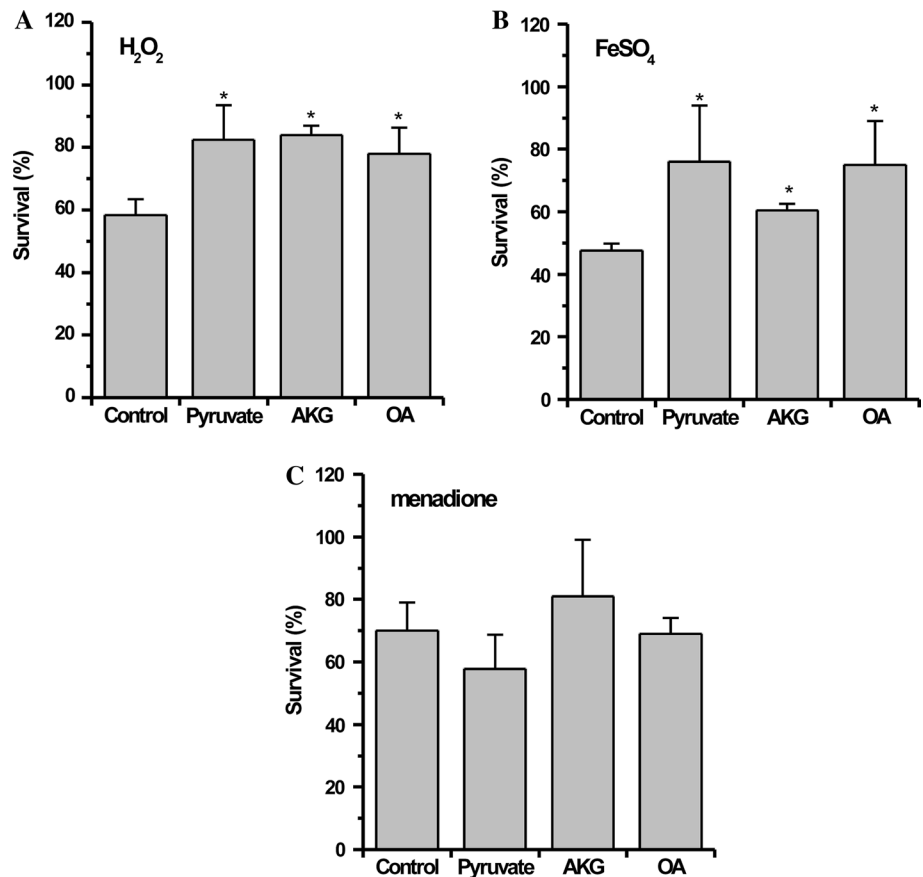 A
H₂O₂
Survival (%)
120
100
80
60
40
20
0
* * *
Control Pyruvate AKG OA
B
FeSO₄
Survival (%)
120
100
80
60
40
20
0
* * *
Control Pyruvate AKG OA
C
menadione
Survival (%)
120
100
80
60
40
20
0
Control Pyruvate AKG OA